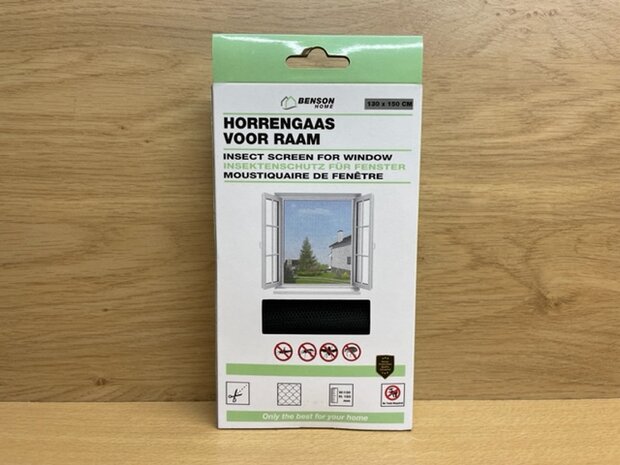 BENSON
HOME
130 x 150 CM
HORRENGAAS
VOOR RAAM
INSECT SCREEN FOR WINDOW
INSEKTENSCHUTZ FÜR FENSTER
MOUSTIQUAIRE DE FENÊTRE
Only the best for your home